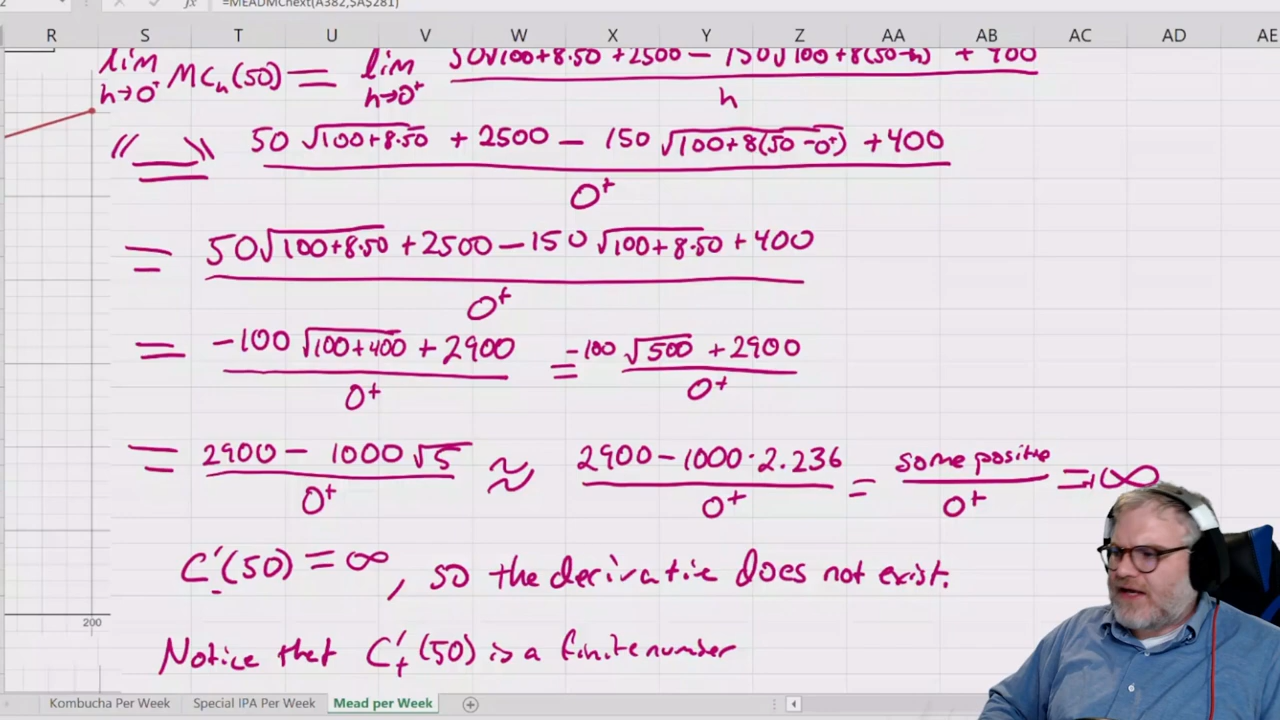 =MEADMCnext(A382,$A$281)
R S T U V W X Y Z AA AB AC AD AE
lim h→0⁺ MCₕ(50) = lim h→0⁺ (50√100+8·50 + 2500 − 150√100+8(50-h) + 400) / h
"=" (50√100+8·50 + 2500 − 150√100+8(50-0⁺) + 400) / 0⁺
= (50√100+8·50 + 2500 − 150√100+8·50 + 400) / 0⁺
= (-100√100+400 + 2900) / 0⁺ = (-100√500 + 2900) / 0⁺
= (2900 − 1000√5) / 0⁺ ≈ (2900 − 1000·2.236) / 0⁺ = some positive / 0⁺ = +∞
C'(50) = ∞, so the derivative does not exist.
200
Notice that C'₊(50) is a finite number
Kombucha Per Week Special IPA Per Week Mead per Week